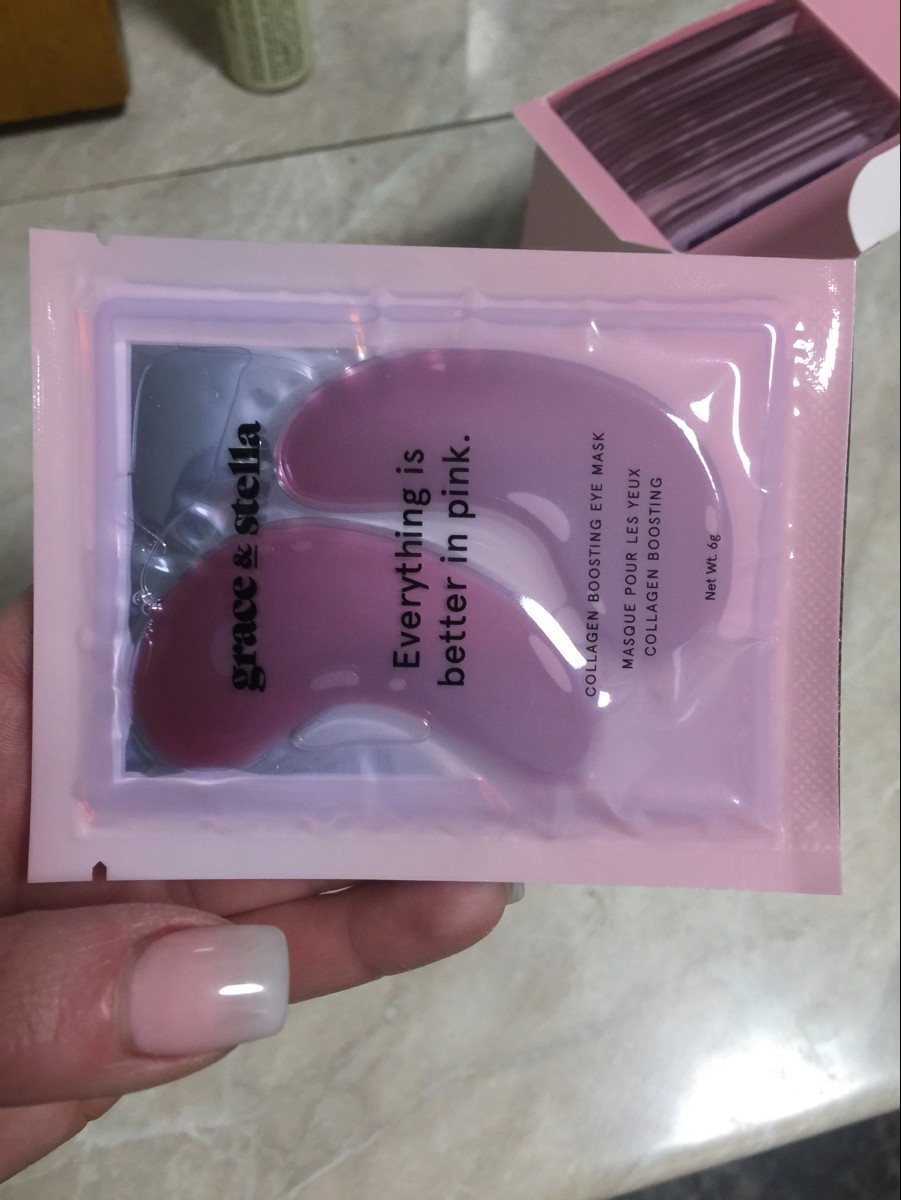 grace & stella
Everything is
better in pink.
COLLAGEN BOOSTING EYE MASK
MASQUE POUR LES YEUX
COLLAGEN BOOSTING
Net Wt. 6g